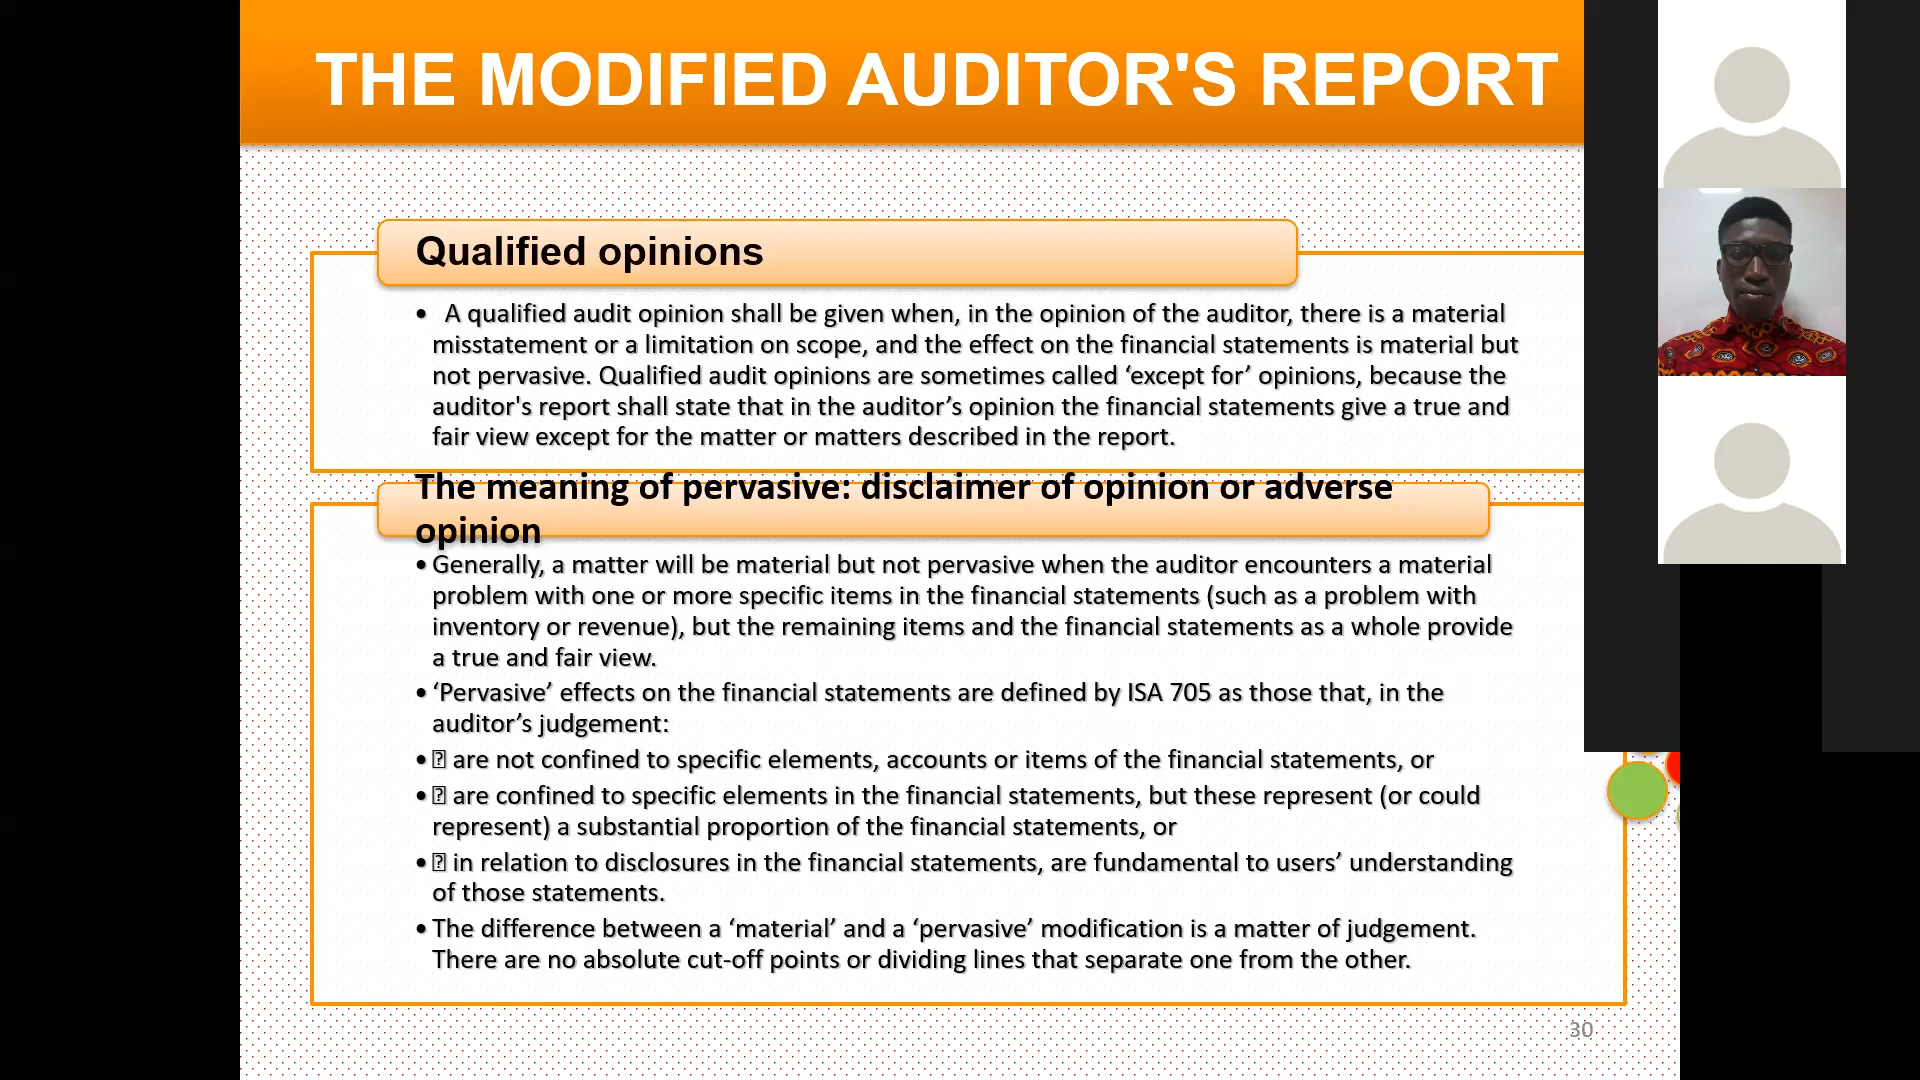 THE MODIFIED AUDITOR'S REPORT
Qualified opinions
• A qualified audit opinion shall be given when, in the opinion of the auditor, there is a material
misstatement or a limitation on scope, and the effect on the financial statements is material but
not pervasive. Qualified audit opinions are sometimes called ‘except for’ opinions, because the
auditor's report shall state that in the auditor’s opinion the financial statements give a true and
fair view except for the matter or matters described in the report.
The meaning of pervasive: disclaimer of opinion or adverse
opinion
• Generally, a matter will be material but not pervasive when the auditor encounters a material
problem with one or more specific items in the financial statements (such as a problem with
inventory or revenue), but the remaining items and the financial statements as a whole provide
a true and fair view.
• ‘Pervasive’ effects on the financial statements are defined by ISA 705 as those that, in the
auditor’s judgement:
• are not confined to specific elements, accounts or items of the financial statements, or
• are confined to specific elements in the financial statements, but these represent (or could
represent) a substantial proportion of the financial statements, or
• in relation to disclosures in the financial statements, are fundamental to users’ understanding
of those statements.
• The difference between a ‘material’ and a ‘pervasive’ modification is a matter of judgement.
There are no absolute cut-off points or dividing lines that separate one from the other.
30